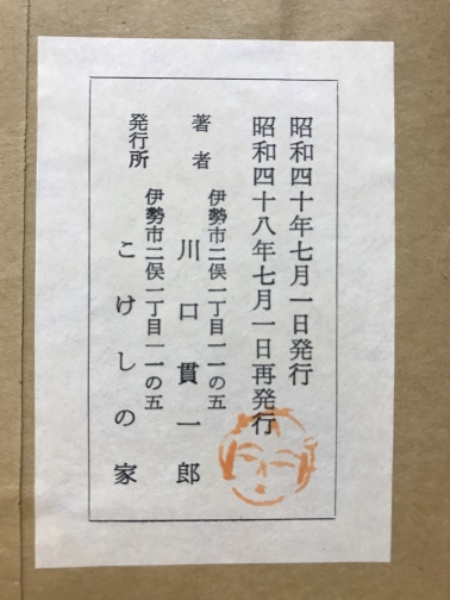 昭和四十年七月一日発行
昭和四十八年七月一日再発行
伊勢市二俣一丁目一一の五
著者 川口貫一郎
伊勢市二俣一丁目一一の五
発行所 こけしの家